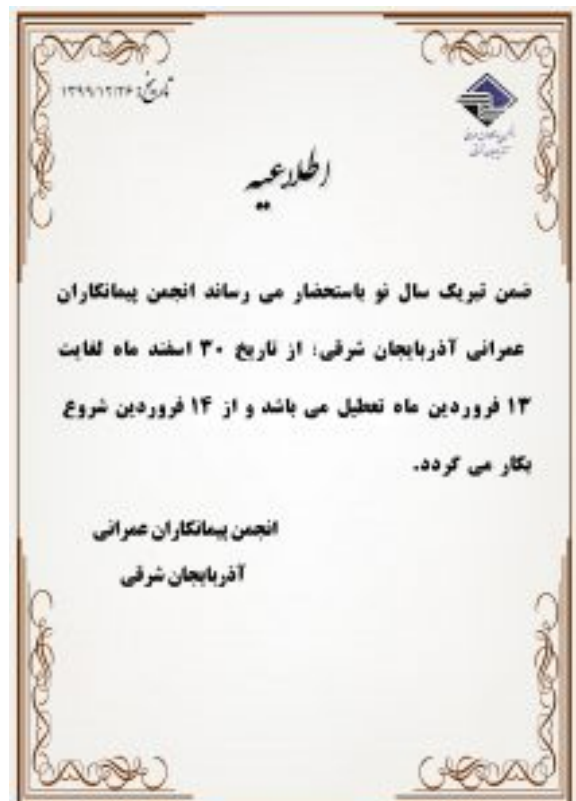 تاریخ: ۱۳۹۹/۱۲/۲۶
اطلاعیه
ضمن تبریک سال نو باستحضار می رساند انجمن پیمانکاران
عمرانی آذربایجان شرقی؛ از تاریخ ۳۰ اسفند ماه لغایت
۱۳ فروردین ماه تعطیل می باشد و از ۱۴ فروردین شروع
بکار می گردد.
انجمن پیمانکاران عمرانی
آذربایجان شرقی